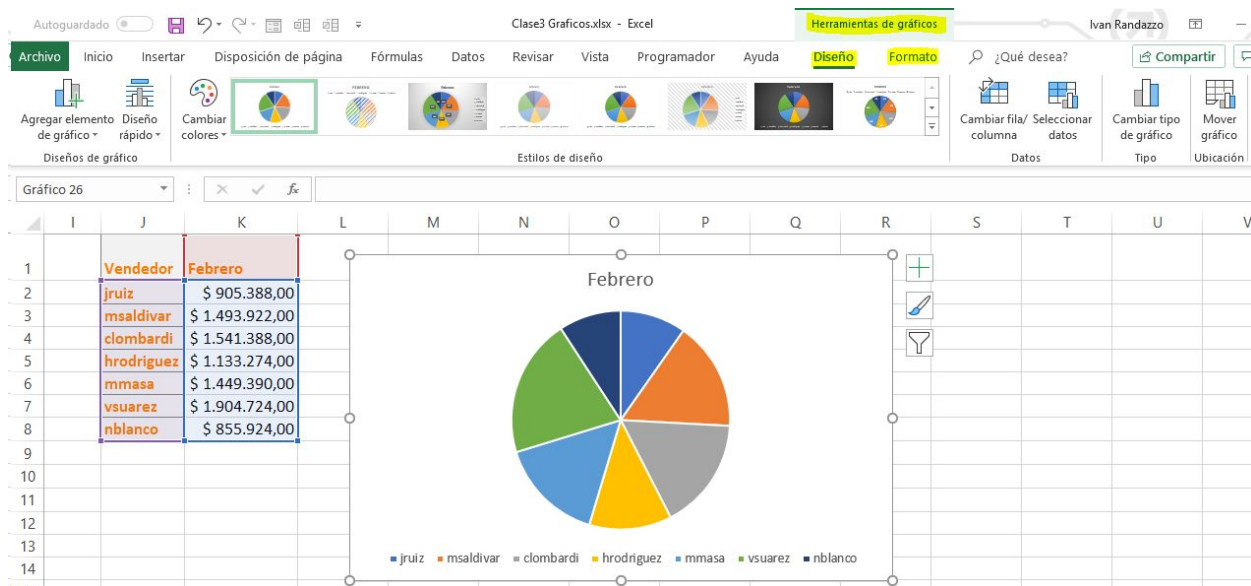 Autoguardado
Clase3 Graficos.xlsx - Excel
Herramientas de gráficos
Ivan Randazzo
Archivo Inicio Insertar Disposición de página Fórmulas Datos Revisar Vista Programador Ayuda Diseño Formato ¿Qué desea? Compartir
Agregar elemento de gráfico
Diseño rápido
Cambiar colores
Cambiar fila/ columna
Seleccionar datos
Cambiar tipo de gráfico
Mover gráfico
Diseños de gráfico Estilos de diseño Datos Tipo Ubicación
Gráfico 26 fx
I J K L M N O P Q R S T U V
1 Vendedor Febrero
2 jruiz $ 905.388,00
3 msaldivar $ 1.493.922,00
4 clombardi $ 1.541.388,00
5 hrodriguez $ 1.133.274,00
6 mmasa $ 1.449.390,00
7 vsuarez $ 1.904.724,00
8 nblanco $ 855.924,00
9
10
11
12
13
14
Febrero
jruiz msaldivar clombardi hrodriguez mmasa vsuarez nblanco